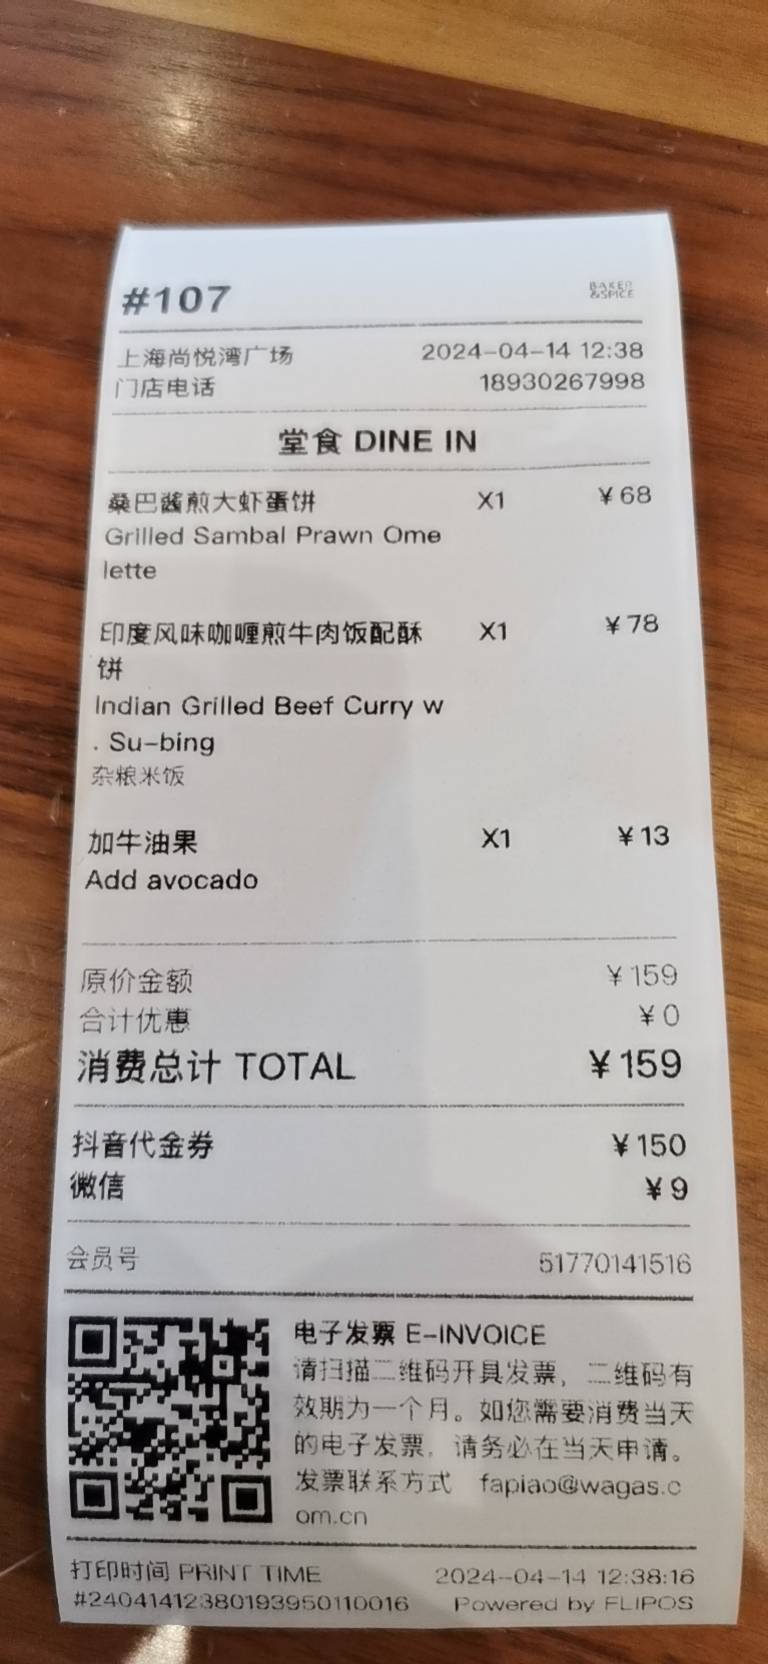 #107
BAKER
&SPICE
上海尚悦湾广场 2024-04-14 12:38
门店电话 18930267998
堂食 DINE IN
桑巴酱煎大虾蛋饼 X1 ¥68
Grilled Sambal Prawn Ome
lette
印度风味咖喱煎牛肉饭配酥 X1 ¥78
饼
Indian Grilled Beef Curry w
. Su-bing
杂粮米饭
加牛油果 X1 ¥13
Add avocado
原价金额 ¥159
合计优惠 ¥0
消费总计 TOTAL ¥159
抖音代金券 ¥150
微信 ¥9
会员号 51770141516
电子发票 E-INVOICE
请扫描二维码开具发票，二维码有
效期为一个月。如您需要消费当天
的电子发票，请务必在当天申请。
发票联系方式 fapiao@wagas.c
om.cn
打印时间 PRINT TIME 2024-04-14 12:38:16
#240414123801939501​10016 Powered by FLIPOS